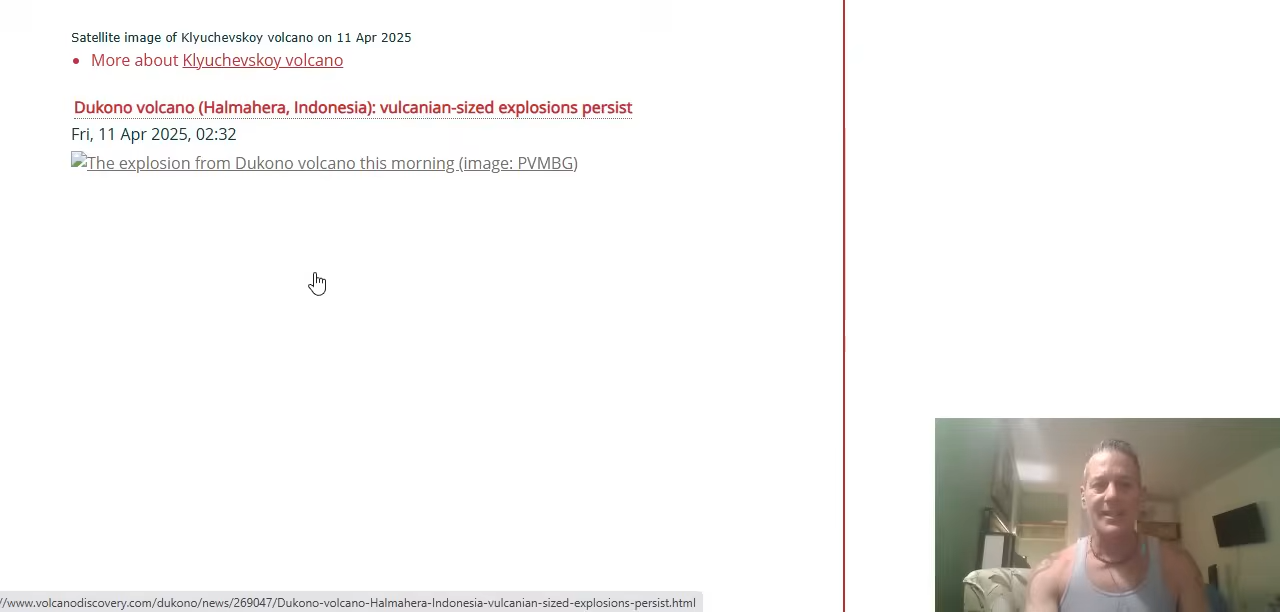 Satellite image of Klyuchevskoy volcano on 11 Apr 2025
More about Klyuchevskoy volcano
Dukono volcano (Halmahera, Indonesia): vulcanian-sized explosions persist
Fri, 11 Apr 2025, 02:32
The explosion from Dukono volcano this morning (image: PVMBG)
//www.volcanodiscovery.com/dukono/news/269047/Dukono-volcano-Halmahera-Indonesia-vulcanian-sized-explosions-persist.html